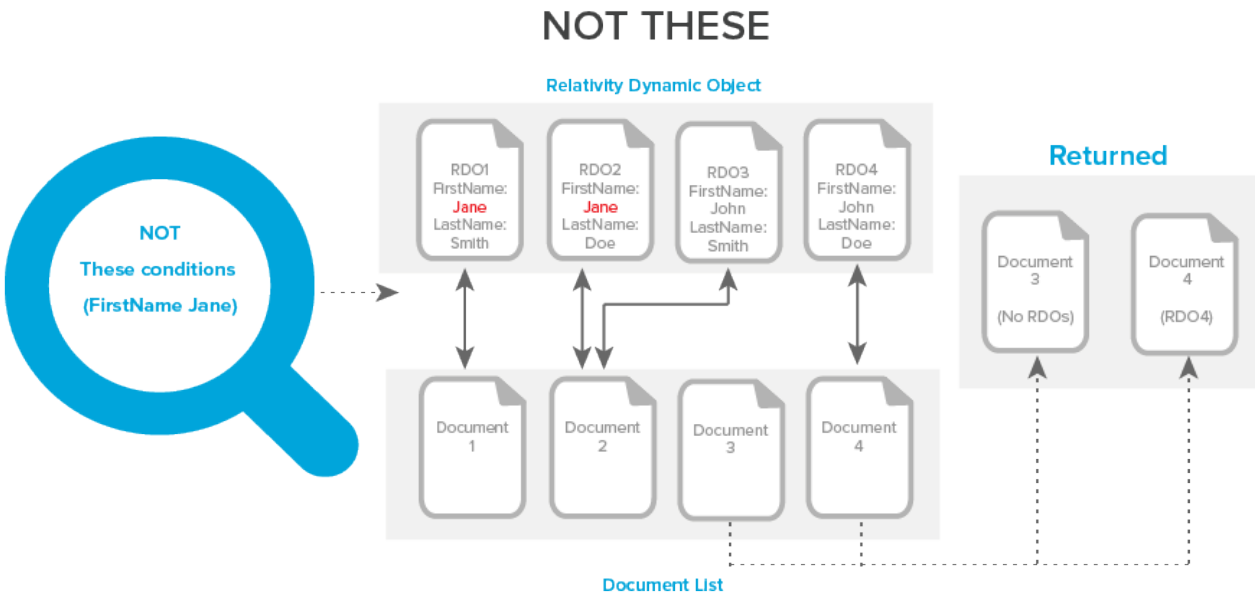 NOT THESE
Relativity Dynamic Object
RDO1
FirstName:
Jane
LastName:
Smith
RDO2
FirstName:
Jane
LastName:
Doe
RDO3
FirstName:
John
LastName:
Smith
RDO4
FirstName:
John
LastName:
Doe
NOT
These conditions
(FirstName Jane)
Returned
Document
3
(No RDOs)
Document
4
(RDO4)
Document
1
Document
2
Document
3
Document
4
Document List